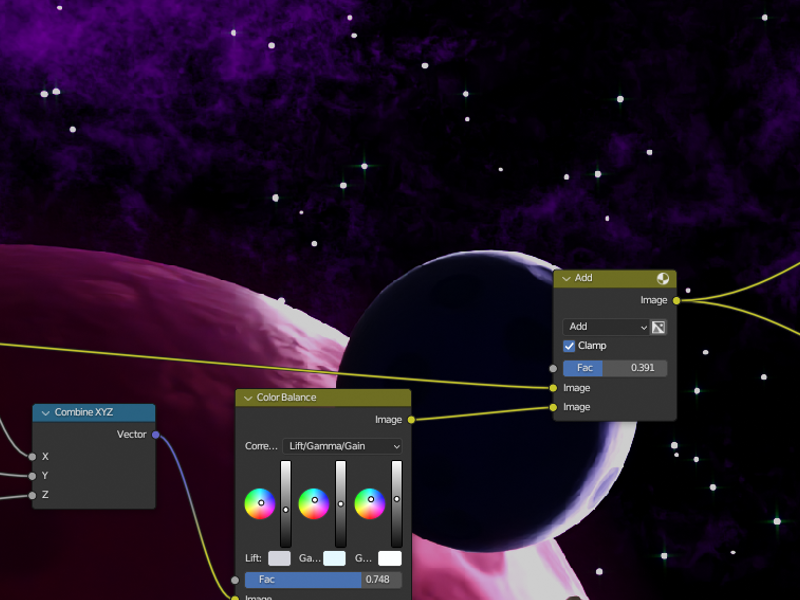 Add
Image
Add
Clamp
Fac 0.391
Image
Image
Color Balance
Image
Corre... Lift/Gamma/Gain
Lift: Ga... G...
Fac 0.748
Image
Combine XYZ
Vector
X
Y
Z